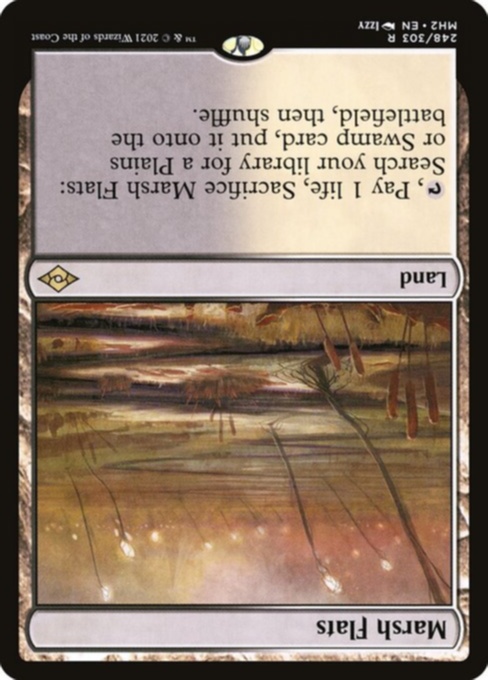 Marsh Flats
Land
, Pay 1 life, Sacrifice Marsh Flats:
Search your library for a Plains
or Swamp card, put it onto the
battlefield, then shuffle.
248/303 R
MH2 • EN Izzy
™ & © 2021 Wizards of the Coast